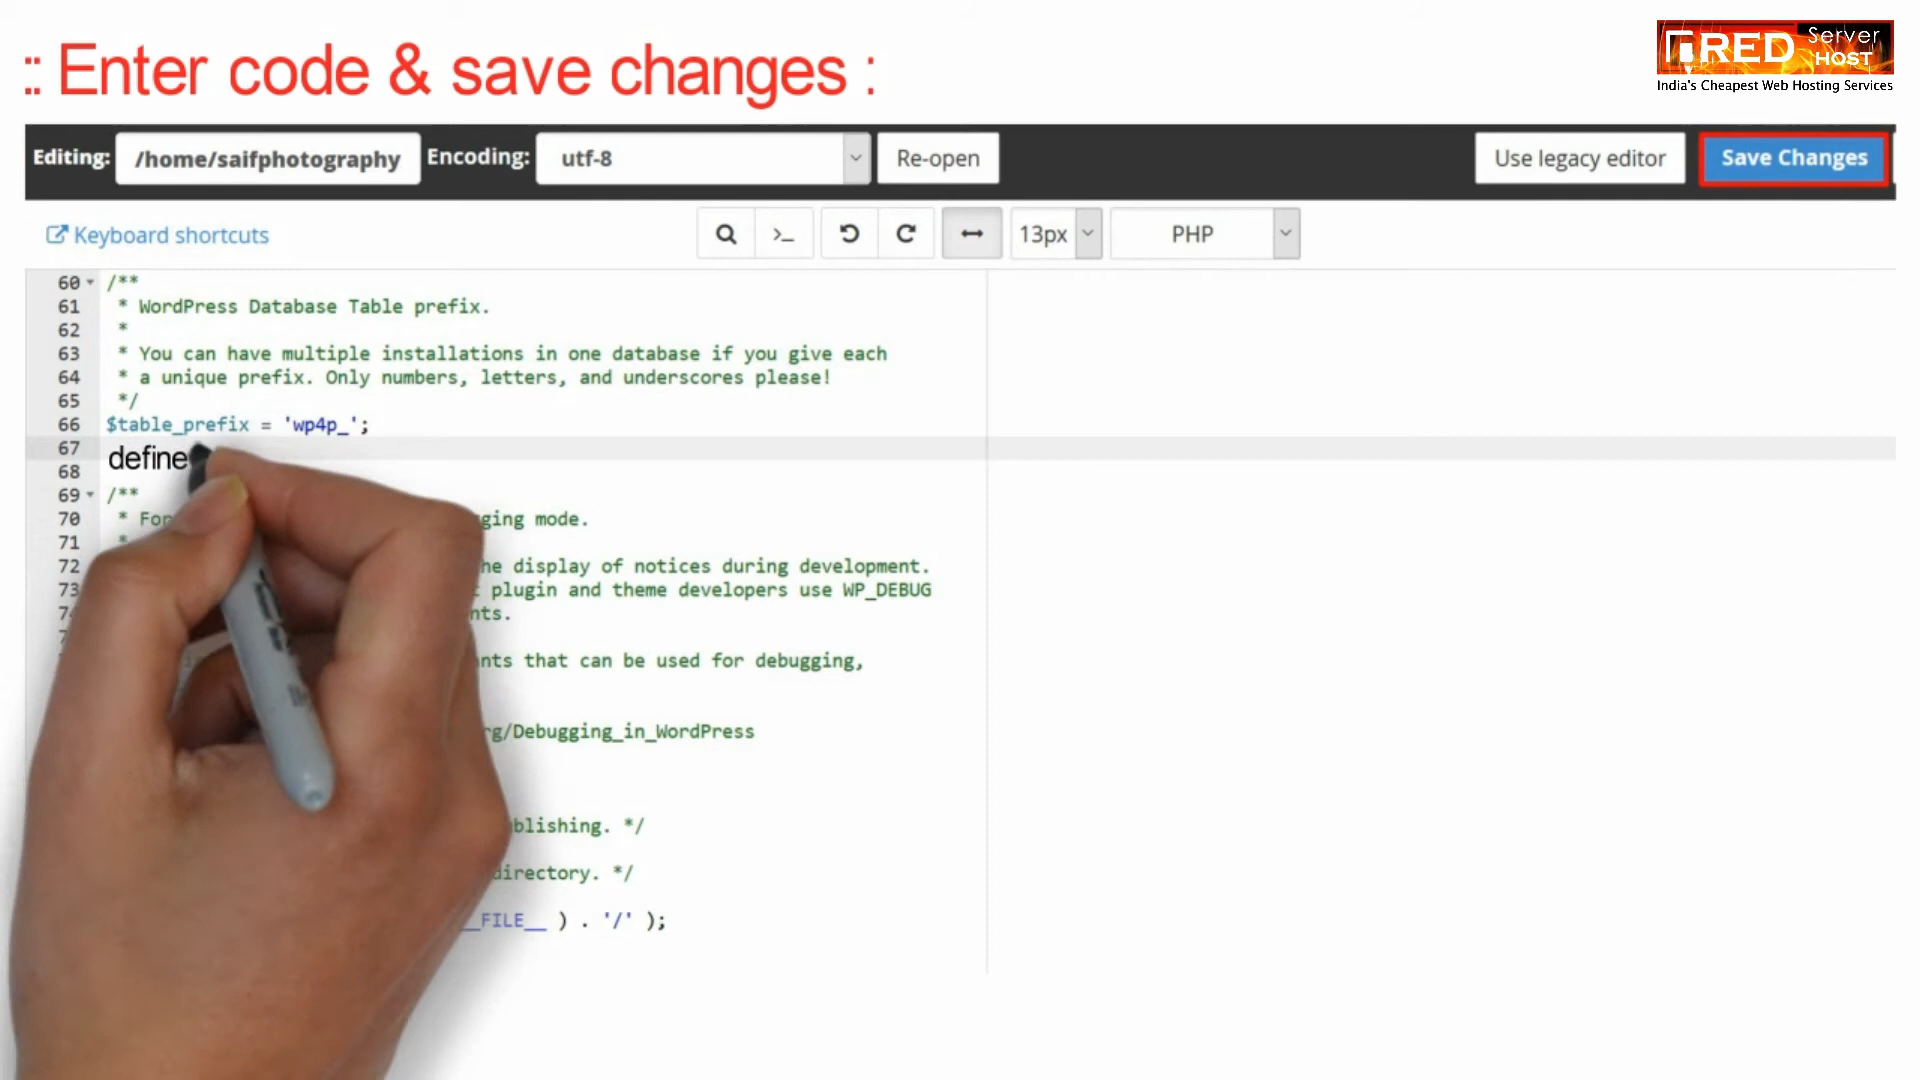 :: Enter code & save changes :
RED Server HOST
India's Cheapest Web Hosting Services
Editing: /home/saifphotography Encoding: utf-8 Re-open Use legacy editor Save Changes
Keyboard shortcuts >_ 13px PHP
60 /**
61 * WordPress Database Table prefix.
62 *
63 * You can have multiple installations in one database if you give each
64 * a unique prefix. Only numbers, letters, and underscores please!
65 */
66 $table_prefix = 'wp4p_';
67 define
68
69 /**
70 * For ging mode.
71 *
72 he display of notices during development.
73 plugin and theme developers use WP_DEBUG
nts.
nts that can be used for debugging,
rg/Debugging_in_WordPress
blishing. */
directory. */
__FILE__ ) . '/' );